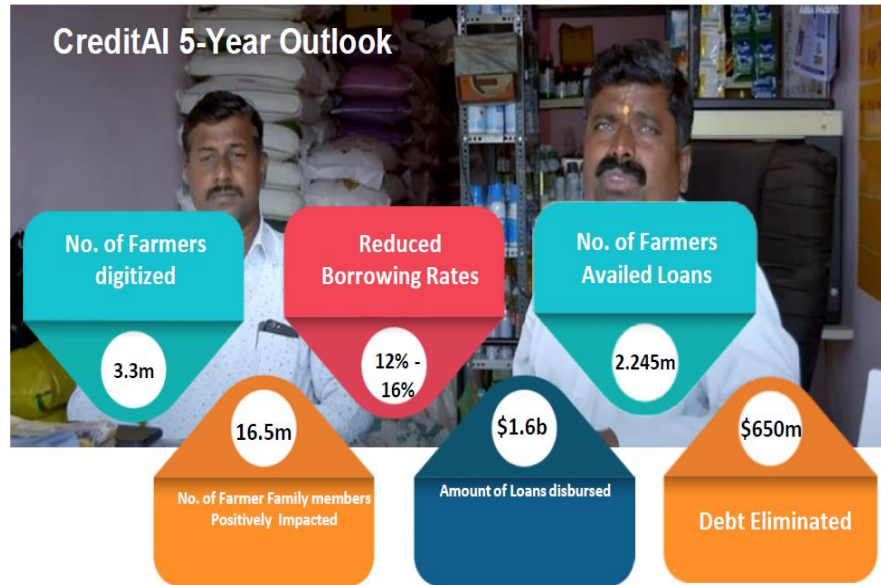 CreditAI 5-Year Outlook
ASIA PACIFIC
No. of Farmers
digitized
3.3m
Reduced
Borrowing Rates
12% -
16%
No. of Farmers
Availed Loans
2.245m
16.5m
No. of Farmer Family members
Positively Impacted
$1.6b
Amount of Loans disbursed
$650m
Debt Eliminated